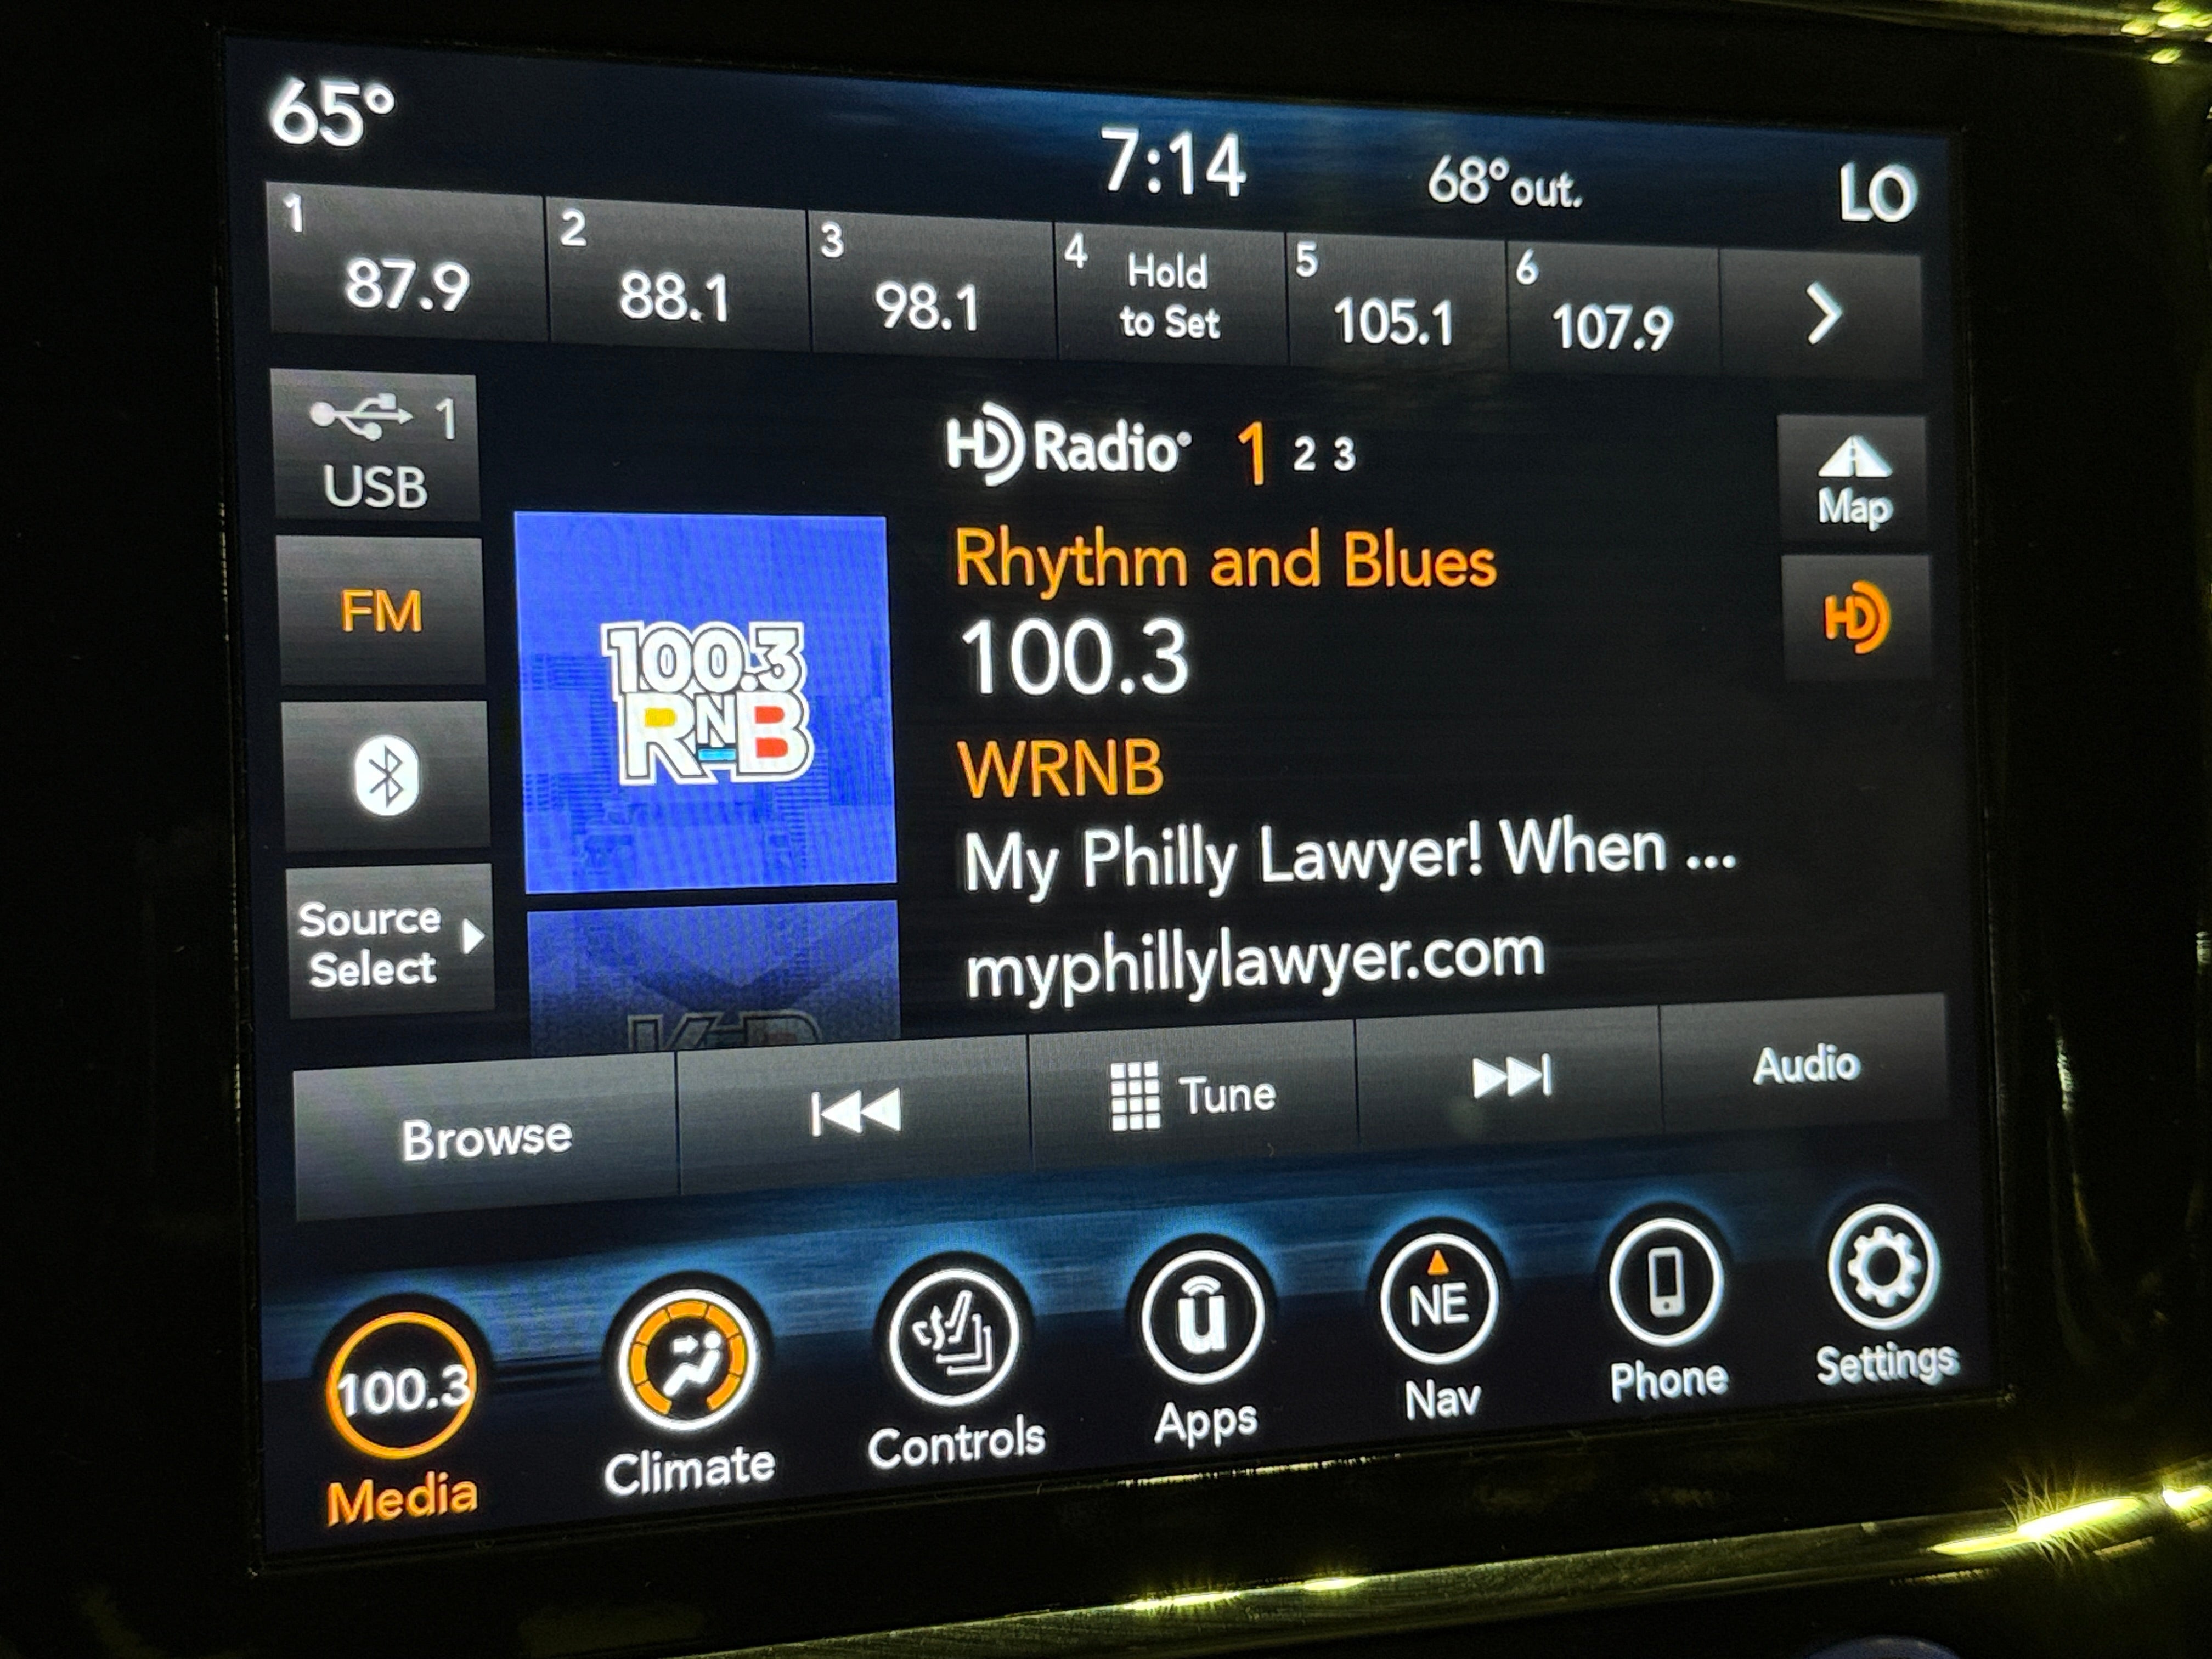 65°
7:14
68° out.
LO
1
87.9
2
88.1
3
98.1
4
Hold
to Set
5
105.1
6
107.9
1
USB
FM
Source
Select
100.3
RNB
HD Radio®
1 2 3
Rhythm and Blues
100.3
WRNB
My Philly Lawyer! When ...
myphillylawyer.com
Map
HD
Browse
Tune
Audio
100.3
Media
Climate
Controls
u
Apps
NE
Nav
Phone
Settings